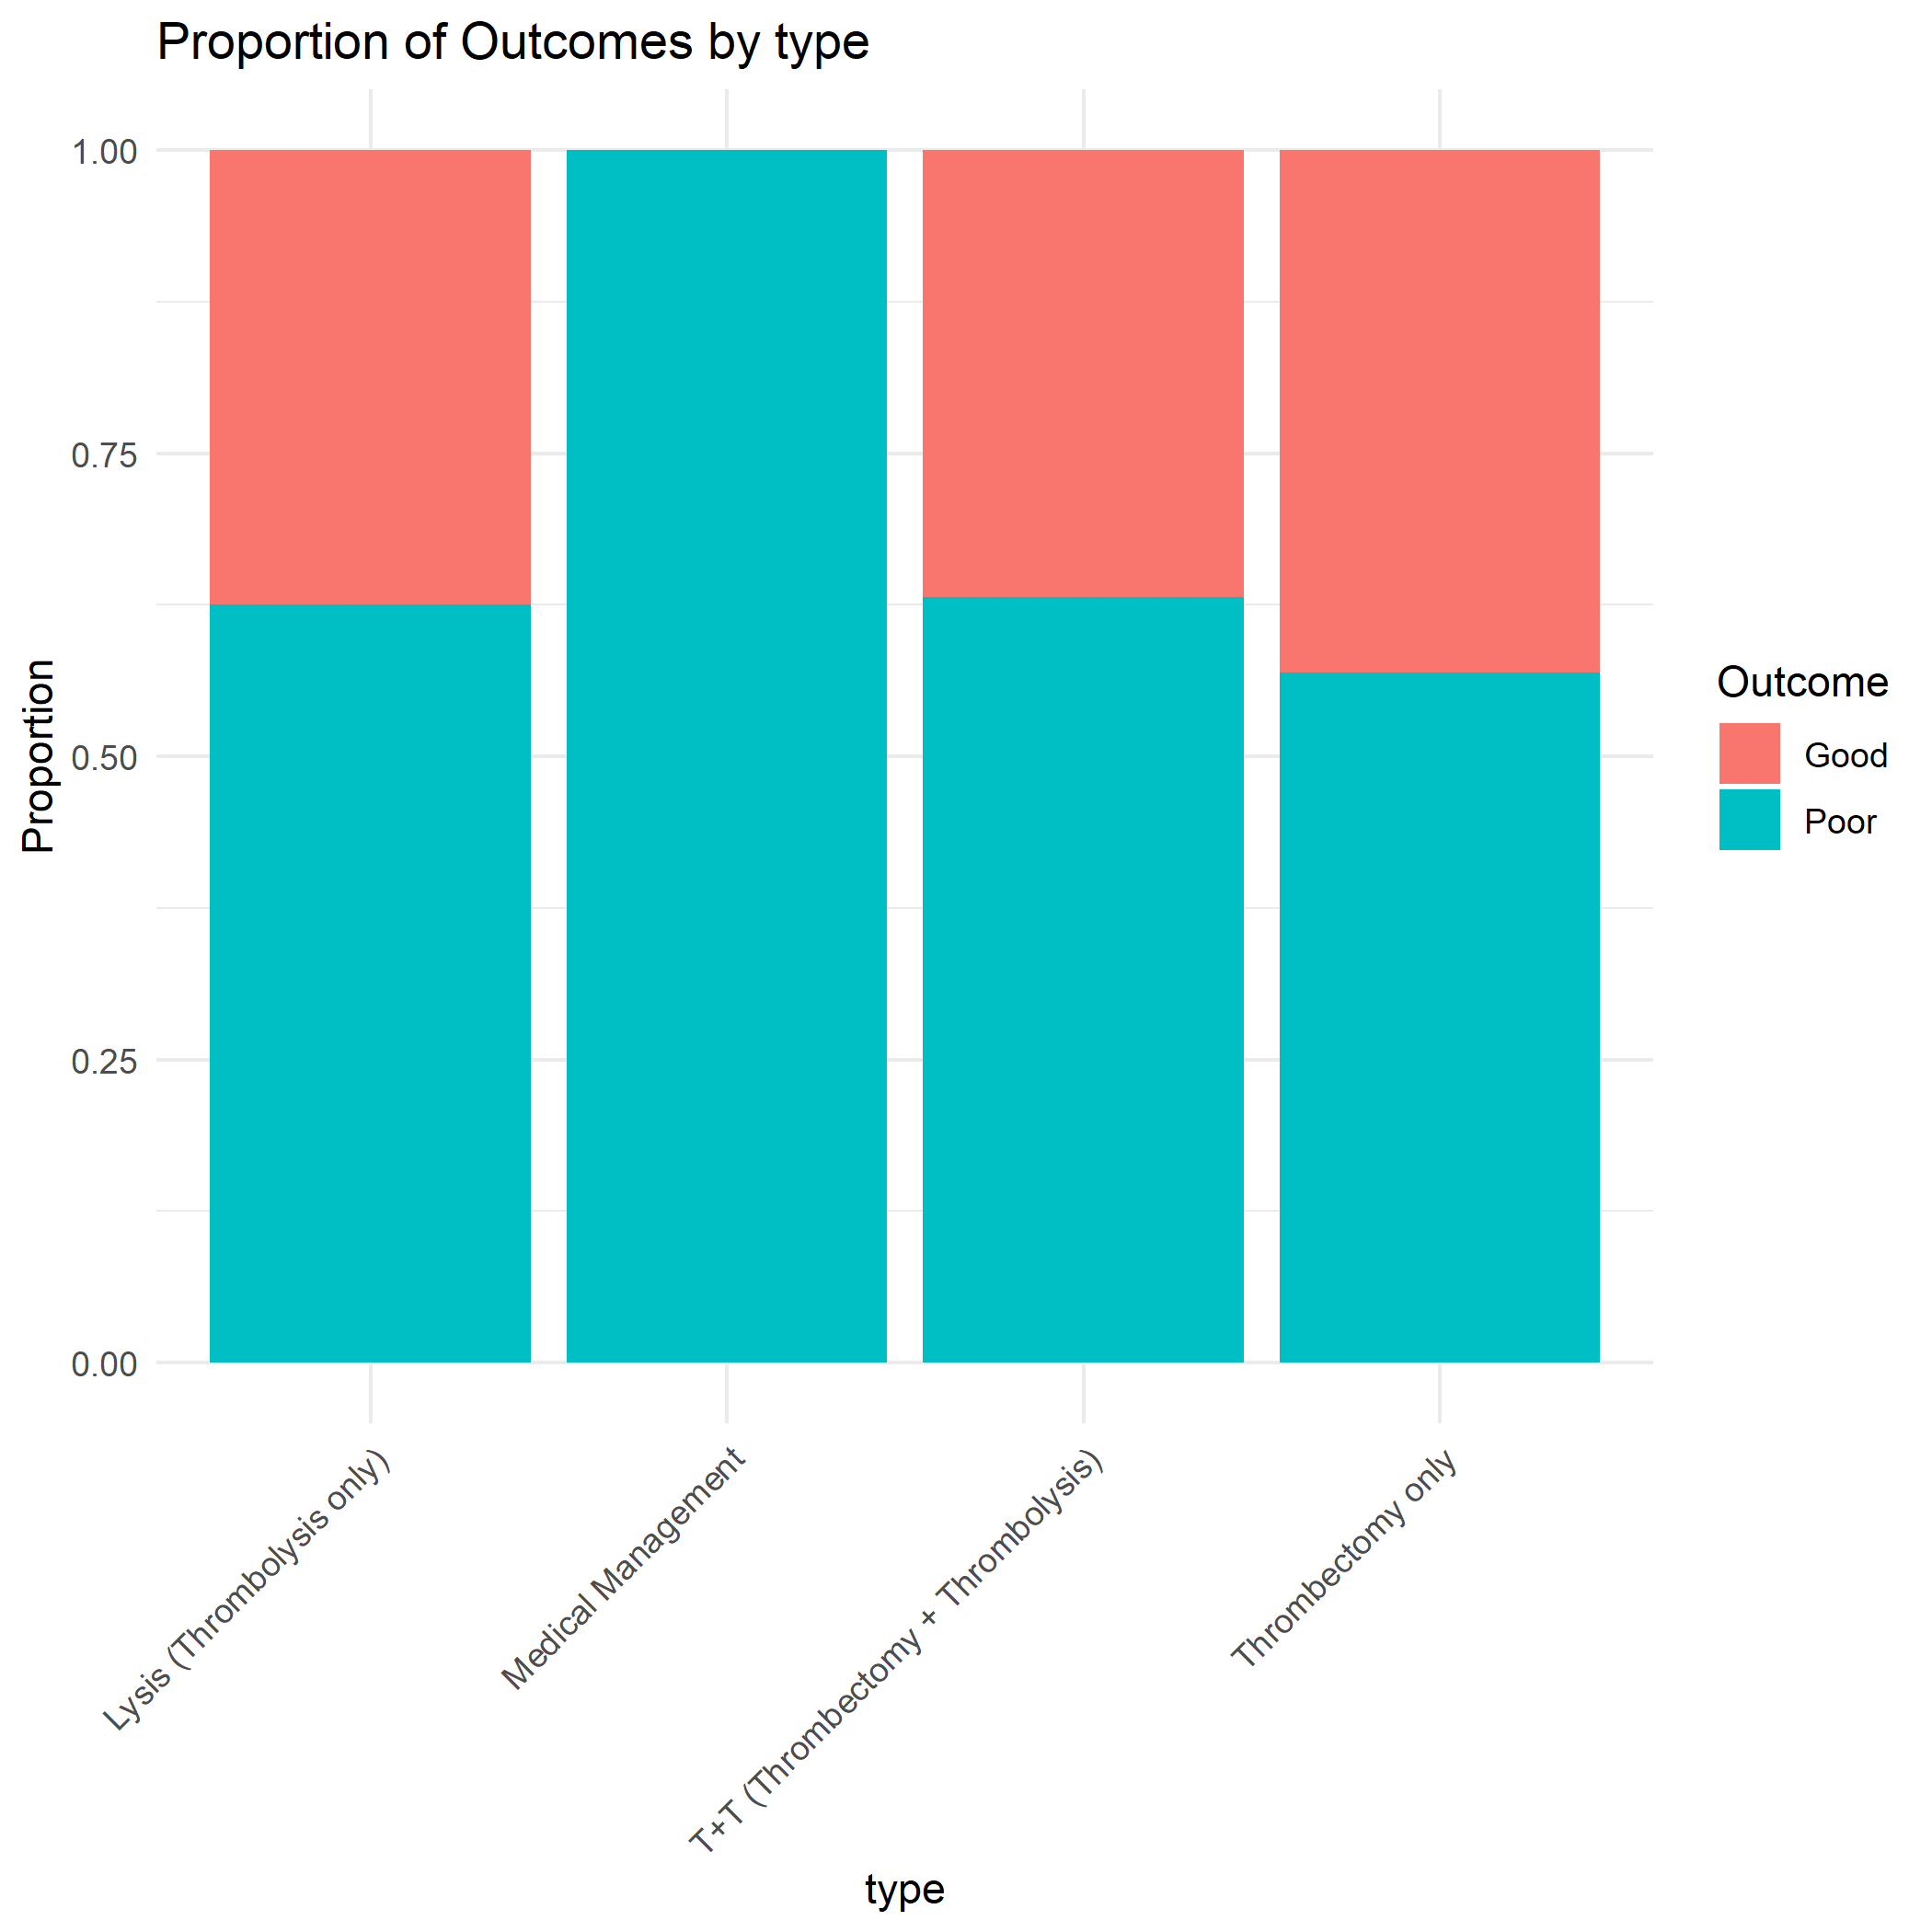 Proportion of Outcomes by type
1.00
0.75
0.50
0.25
0.00
Proportion
Lysis (Thrombolysis only)
Medical Management
T+T (Thrombectomy + Thrombolysis)
Thrombectomy only
type
Outcome
Good
Poor